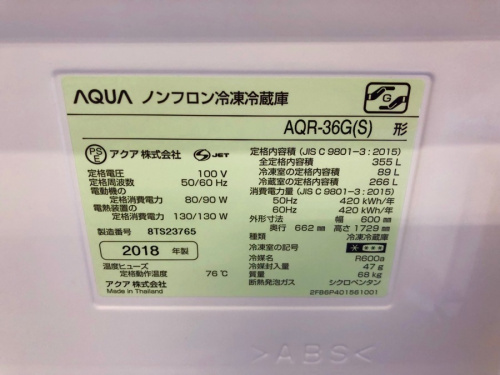 AQUA ノンフロン冷凍冷蔵庫
AQR-36G(S) 形
G
PS
E
アクア 株式会社
S JET
定格電圧 100 V
定格周波数 50/60 Hz
電動機の
定格消費電力 80/90 W
電熱装置の
定格消費電力 130/130 W
製造番号 8TS23765
2018 年製
温度ヒューズ
定格動作温度 76℃
アクア 株式会社
Made in Thailand
定格内容積 (JIS C 9801-3:2015)
全定格内容積 355 L
冷凍室の定格内容積 89 L
冷蔵室の定格内容積 266 L
消費電力量 (JIS C 9801-3:2015)
50Hz 420 kWh/年
60Hz 420 kWh/年
外形寸法 幅 600 mm
奥行 662 mm 高さ 1729 mm
種類 冷凍冷蔵庫
冷凍室の記号
冷媒 R600a
冷媒封入量 47 g
質量 68 kg
断熱発泡ガス シクロペンタン
2FB6P401561001
>ABS<